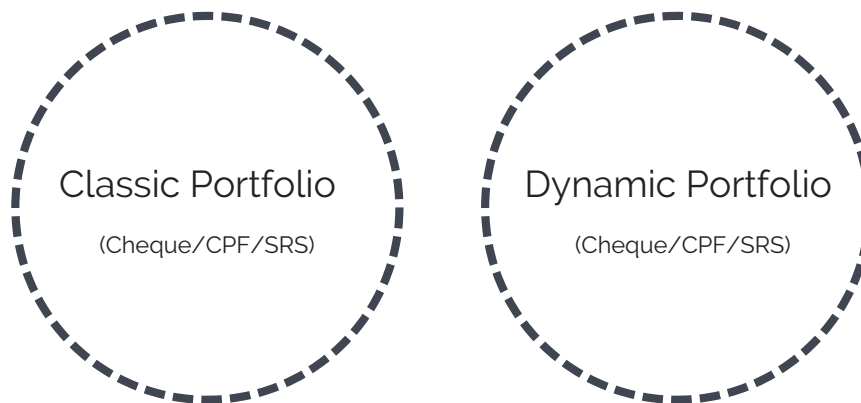 Classic Portfolio
(Cheque/CPF/SRS)
Dynamic Portfolio
(Cheque/CPF/SRS)